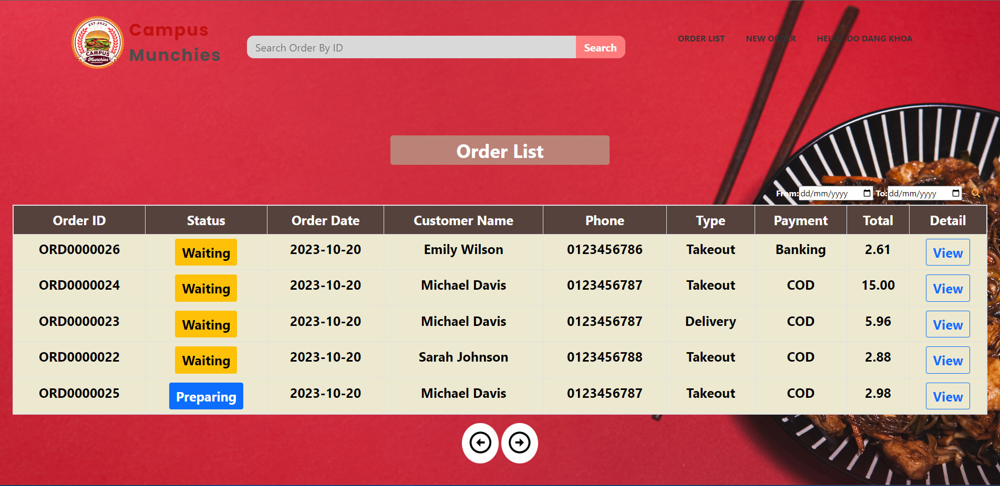 EST.2023
CAMPUS
Munchies
Campus
Munchies
Search Order By ID
Search
ORDER LIST
NEW ORDER
HELLO, DO DANG KHOA
Order List
From: dd/mm/yyyy To: dd/mm/yyyy
Order ID Status Order Date Customer Name Phone Type Payment Total Detail
ORD0000026 Waiting 2023-10-20 Emily Wilson 0123456786 Takeout Banking 2.61 View
ORD0000024 Waiting 2023-10-20 Michael Davis 0123456787 Takeout COD 15.00 View
ORD0000023 Waiting 2023-10-20 Michael Davis 0123456787 Delivery COD 5.96 View
ORD0000022 Waiting 2023-10-20 Sarah Johnson 0123456788 Takeout COD 2.88 View
ORD0000025 Preparing 2023-10-20 Michael Davis 0123456787 Takeout COD 2.98 View